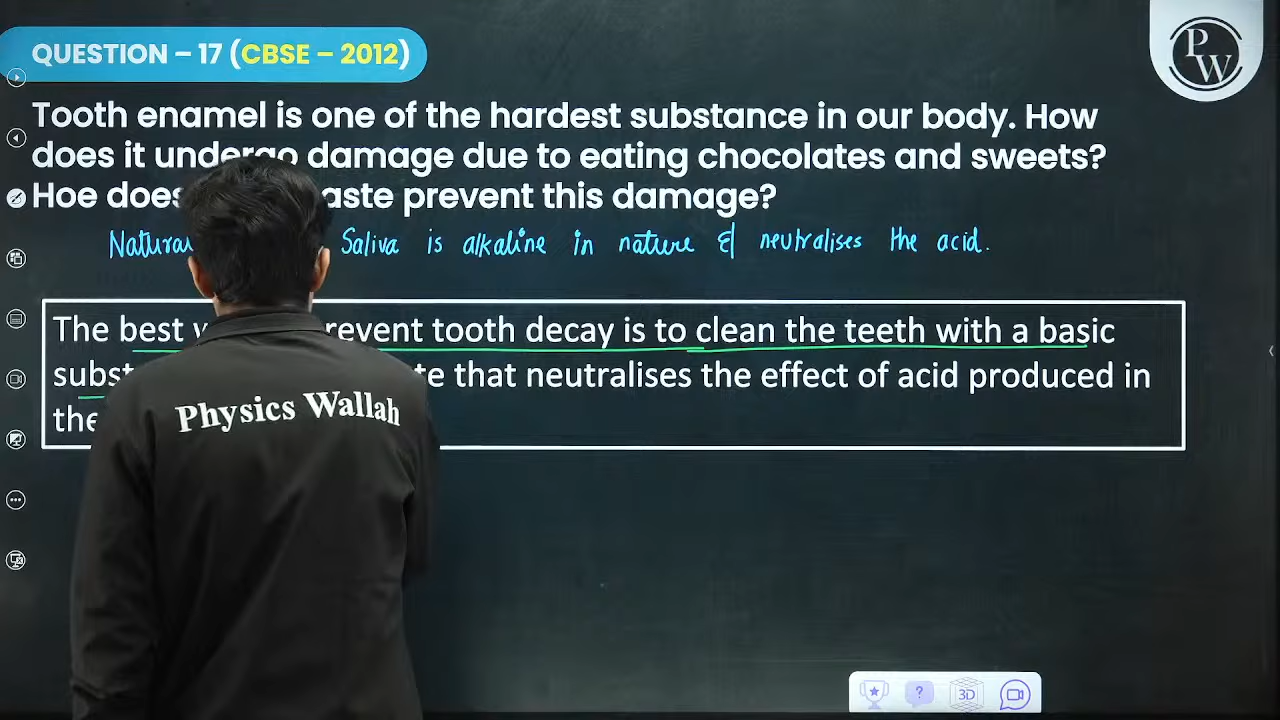 QUESTION – 17 (CBSE – 2012)
PW
Tooth enamel is one of the hardest substance in our body. How
does it undergo damage due to eating chocolates and sweets?
Hoe does aste prevent this damage?
Natura Saliva is alkaline in nature & neutralises the acid.
The best revent tooth decay is to clean the teeth with a basic
subst te that neutralises the effect of acid produced in
the
Physics Wallah
? 3D